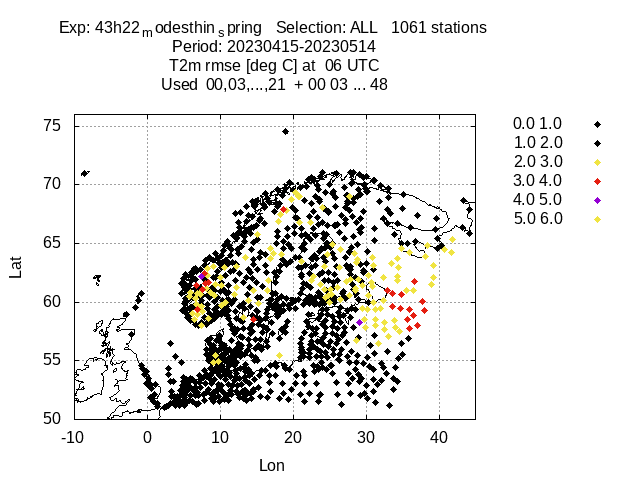 Exp: 43h22modesthinspring   Selection: ALL   1061 stations
Period: 20230415-20230514
T2m rmse [deg C] at  06 UTC
Used  00,03,...,21  + 00 03 ... 48
75
70
65
60
55
50
Lat
-10 0 10 20 30 40
Lon
0.0 1.0
1.0 2.0
2.0 3.0
3.0 4.0
4.0 5.0
5.0 6.0